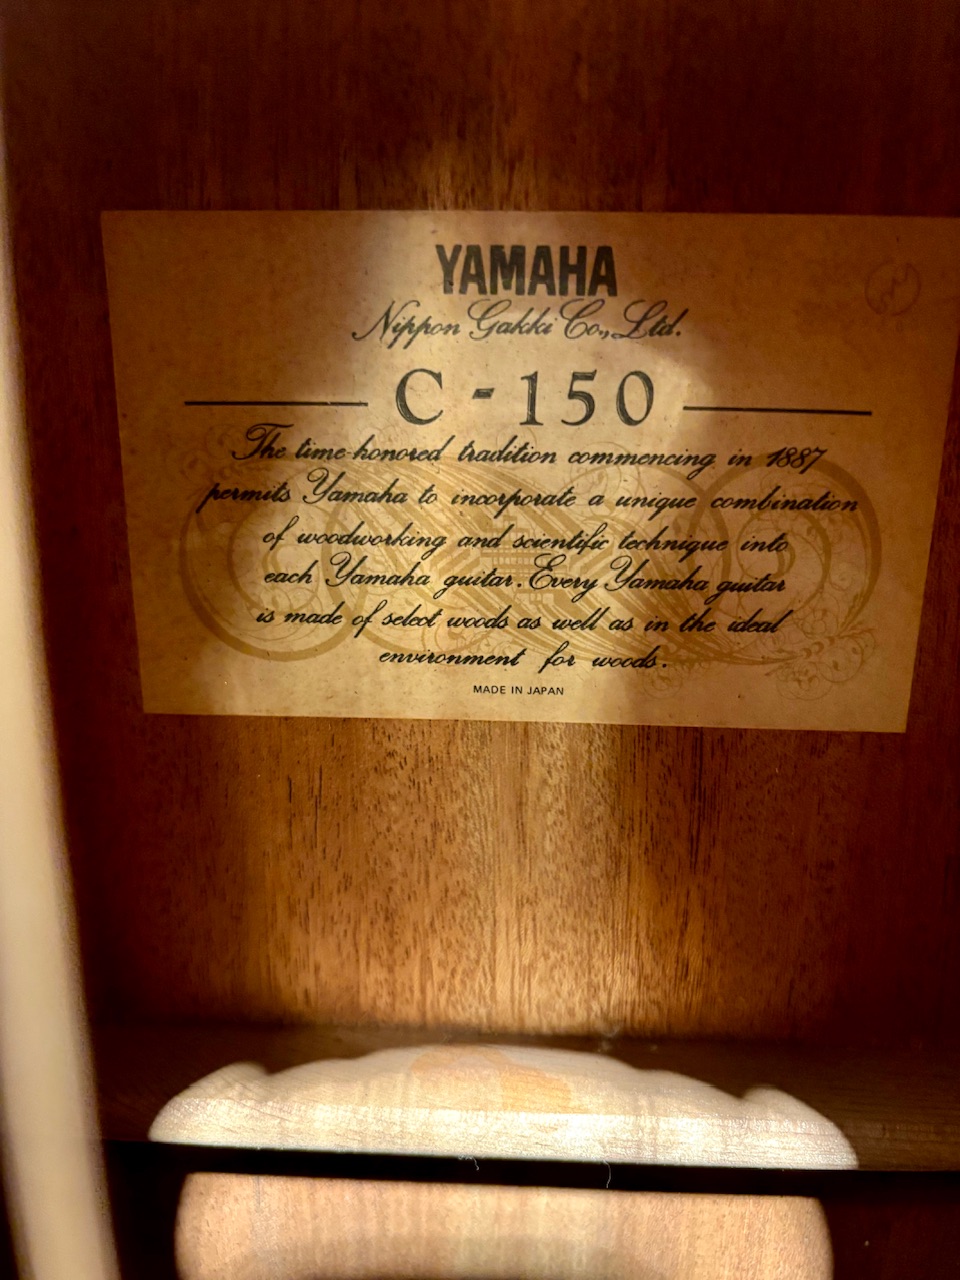 YAMAHA
Nippon Gakki Co., Ltd.
C-150
The time-honored tradition commencing in 1887
permits Yamaha to incorporate a unique combination
of woodworking and scientific technique into
each Yamaha guitar. Every Yamaha guitar
is made of select woods as well as in the ideal
environment for woods.
MADE IN JAPAN